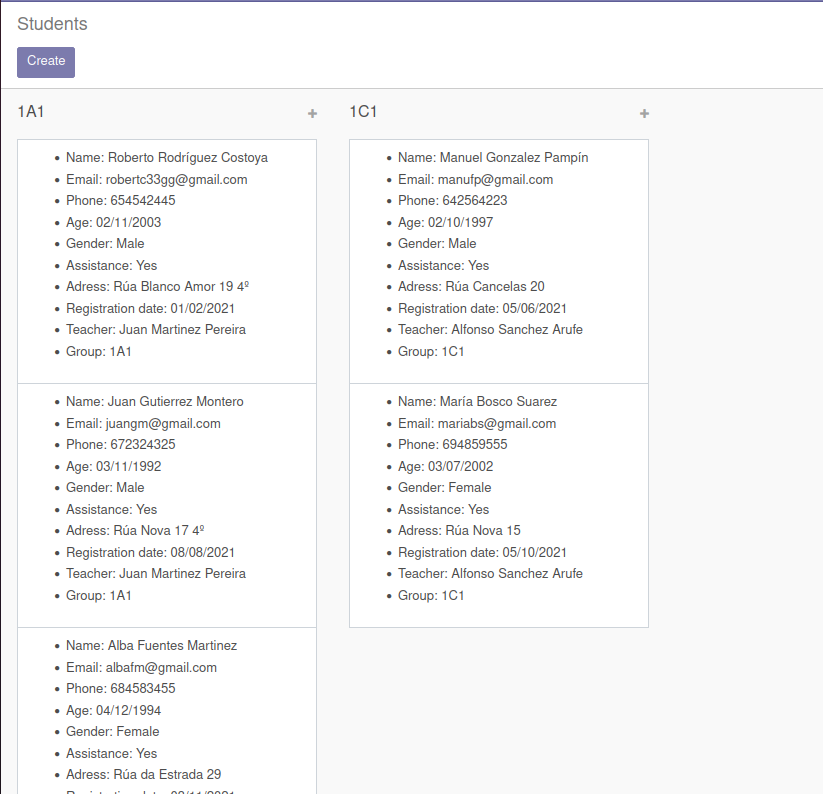 Students
Create
1A1
Name: Roberto Rodríguez Costoya
Email: robertc33gg@gmail.com
Phone: 654542445
Age: 02/11/2003
Gender: Male
Assistance: Yes
Adress: Rúa Blanco Amor 19 4º
Registration date: 01/02/2021
Teacher: Juan Martinez Pereira
Group: 1A1
Name: Juan Gutierrez Montero
Email: juangm@gmail.com
Phone: 672324325
Age: 03/11/1992
Gender: Male
Assistance: Yes
Adress: Rúa Nova 17 4º
Registration date: 08/08/2021
Teacher: Juan Martinez Pereira
Group: 1A1
Name: Alba Fuentes Martinez
Email: albafm@gmail.com
Phone: 684583455
Age: 04/12/1994
Gender: Female
Assistance: Yes
Adress: Rúa da Estrada 29
1C1
Name: Manuel Gonzalez Pampín
Email: manufp@gmail.com
Phone: 642564223
Age: 02/10/1997
Gender: Male
Assistance: Yes
Adress: Rúa Cancelas 20
Registration date: 05/06/2021
Teacher: Alfonso Sanchez Arufe
Group: 1C1
Name: María Bosco Suarez
Email: mariabs@gmail.com
Phone: 694859555
Age: 03/07/2002
Gender: Female
Assistance: Yes
Adress: Rúa Nova 15
Registration date: 05/10/2021
Teacher: Alfonso Sanchez Arufe
Group: 1C1